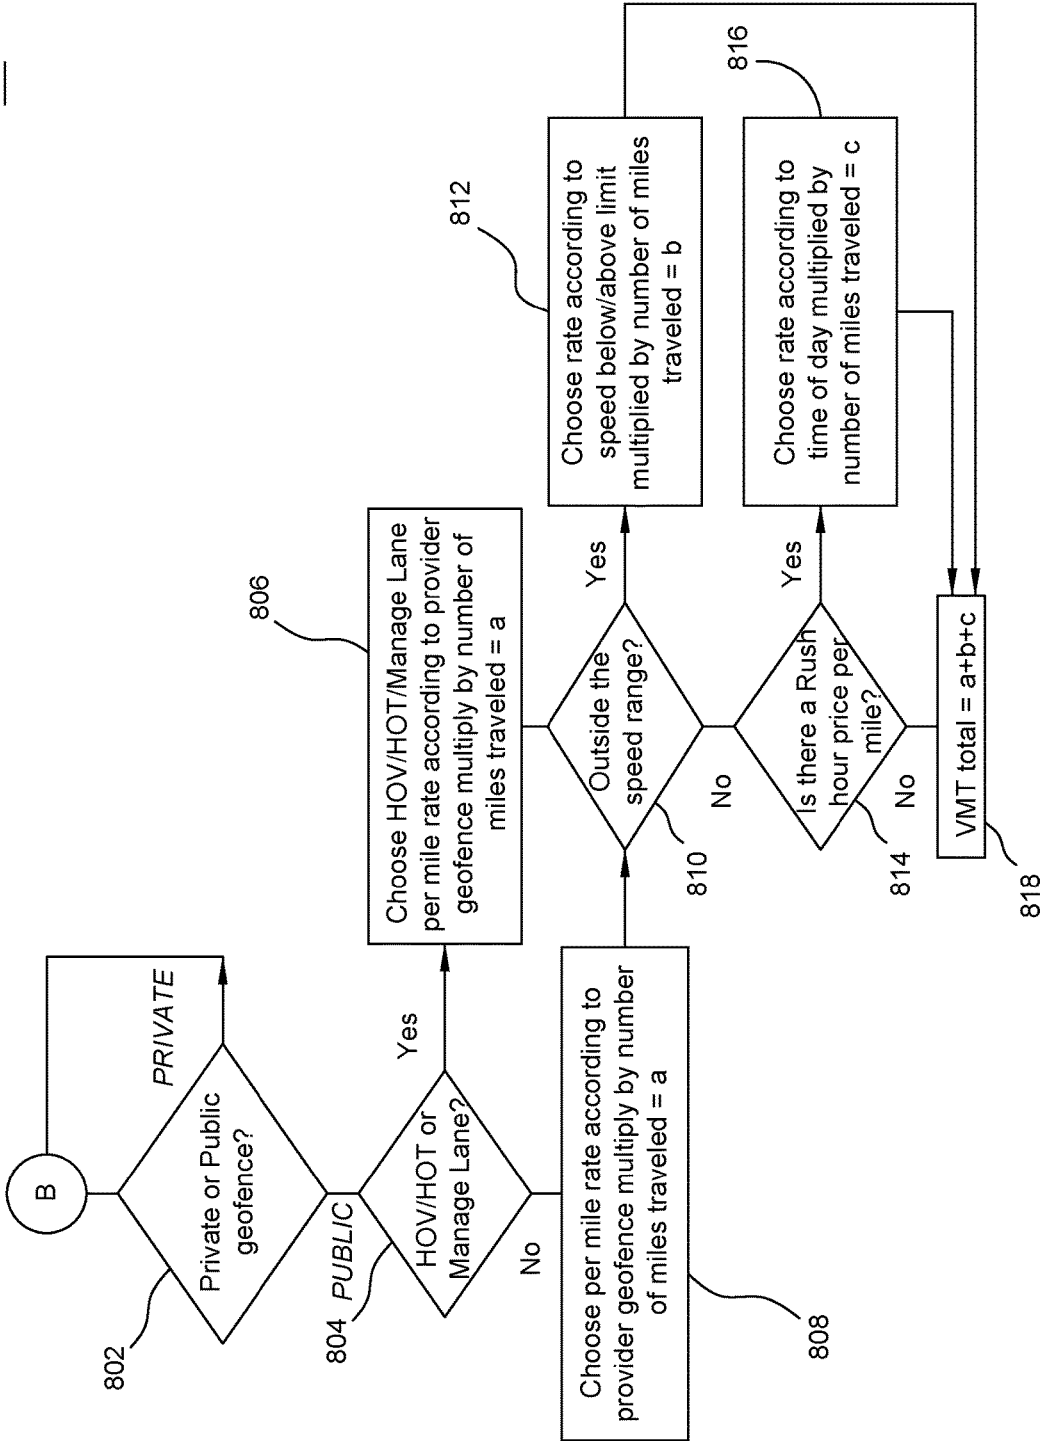 B
802
Private or Public
geofence?
PRIVATE
PUBLIC
804
HOV/HOT or
Manage Lane?
Yes
No
806
Choose HOV/HOT/Manage Lane
per mile rate according to provider
geofence multiply by number of
miles traveled = a
808
Choose per mile rate according to
provider geofence multiply by number
of miles traveled = a
810
Outside the
speed range?
Yes
No
812
Choose rate according to
speed below/above limit
multiplied by number of miles
traveled = b
814
Is there a Rush
hour price per
mile?
Yes
No
816
Choose rate according to
time of day multiplied by
number of miles traveled = c
VMT total = a+b+c
818